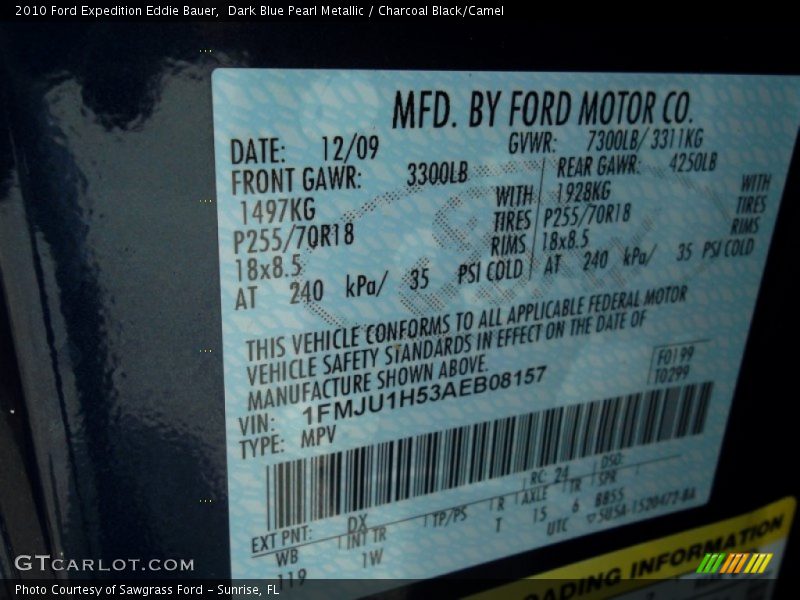 2010 Ford Expedition Eddie Bauer,  Dark Blue Pearl Metallic / Charcoal Black/Camel
MFD. BY FORD MOTOR CO.
DATE: 12/09 GVWR: 7300LB/ 3311KG
FRONT GAWR: 3300LB REAR GAWR: 4250LB
1497KG WITH 1928KG WITH
P255/70R18 TIRES P255/70R18 TIRES
18x8.5 RIMS 18x8.5 RIMS
AT 240 kPa/ 35 PSI COLD AT 240 kPa/ 35 PSI COLD
THIS VEHICLE CONFORMS TO ALL APPLICABLE FEDERAL MOTOR
VEHICLE SAFETY STANDARDS IN EFFECT ON THE DATE OF
MANUFACTURE SHOWN ABOVE.
F0199
T0299
VIN: 1FMJU1H53AEB08157
TYPE: MPV
RC: 24 DSO:
EXT PNT: DX
WB INT TR TP/PS R AXLE TR SPR
119 1W T 15 6 BB55
UTC
LOADING INFORMATION
GTCARLOT.COM
Photo Courtesy of Sawgrass Ford - Sunrise, FL